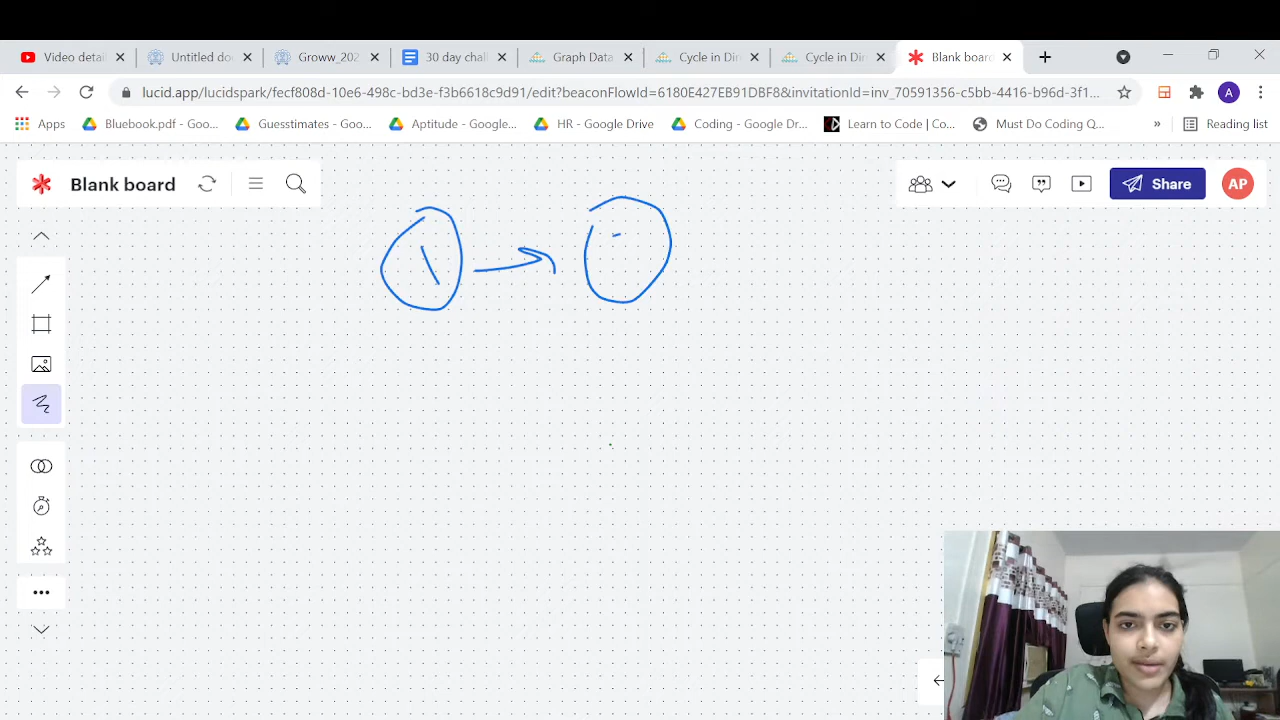 Video detail
Untitled do
Groww_202
30 day chall
Graph Data
Cycle in Dir
Cycle in Dir
Blank board
lucid.app/lucidspark/fecf808d-10e6-498c-bd3e-f3b6618c9d91/edit?beaconFlowId=6180E427EB91DBF8&invitationId=inv_70591356-c5bb-4416-b96d-3f1...
A
Apps
Bluebook.pdf - Go...
Guesstimates - Goo...
Aptitude - Google...
HR - Google Drive
Coding - Google Dr...
Learn to Code | Co...
Must Do Coding Q...
»
Reading list
Blank board
Share
AP
1